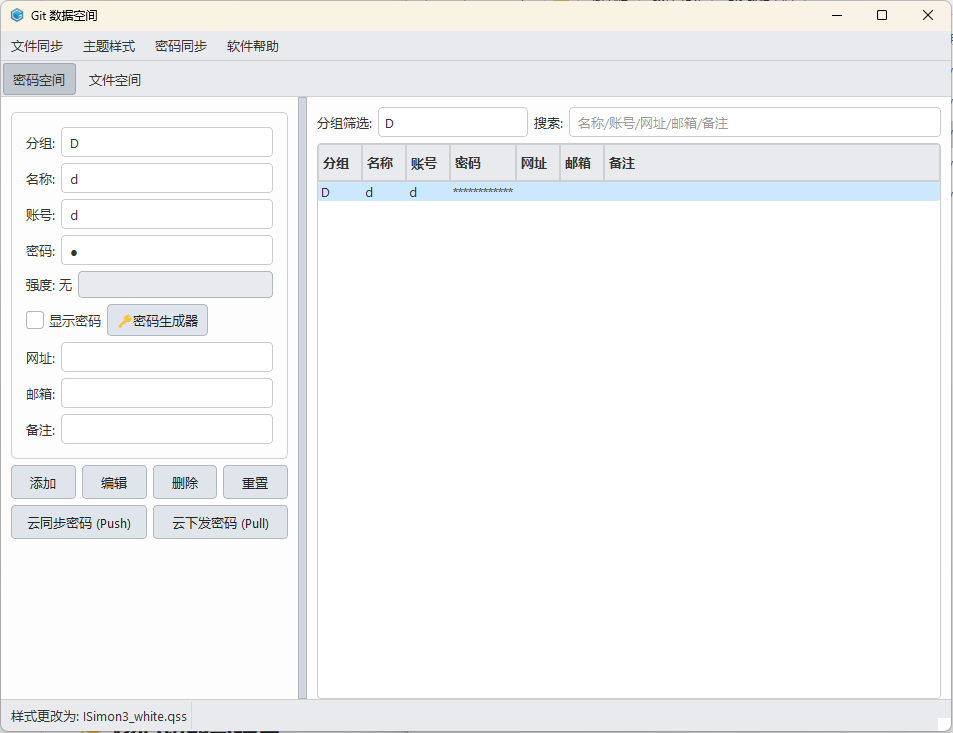 Git 数据空间
文件同步 主题样式 密码同步 软件帮助
密码空间 文件空间
分组: D
名称: d
账号: d
密码: ●
强度: 无
显示密码 🔑密码生成器
网址:
邮箱:
备注:
添加 编辑 删除 重置
云同步密码 (Push) 云下发密码 (Pull)
分组筛选: D 搜索: 名称/账号/网址/邮箱/备注
分组 名称 账号 密码 网址 邮箱 备注
D d d ************
样式更改为: ISimon3_white.qss